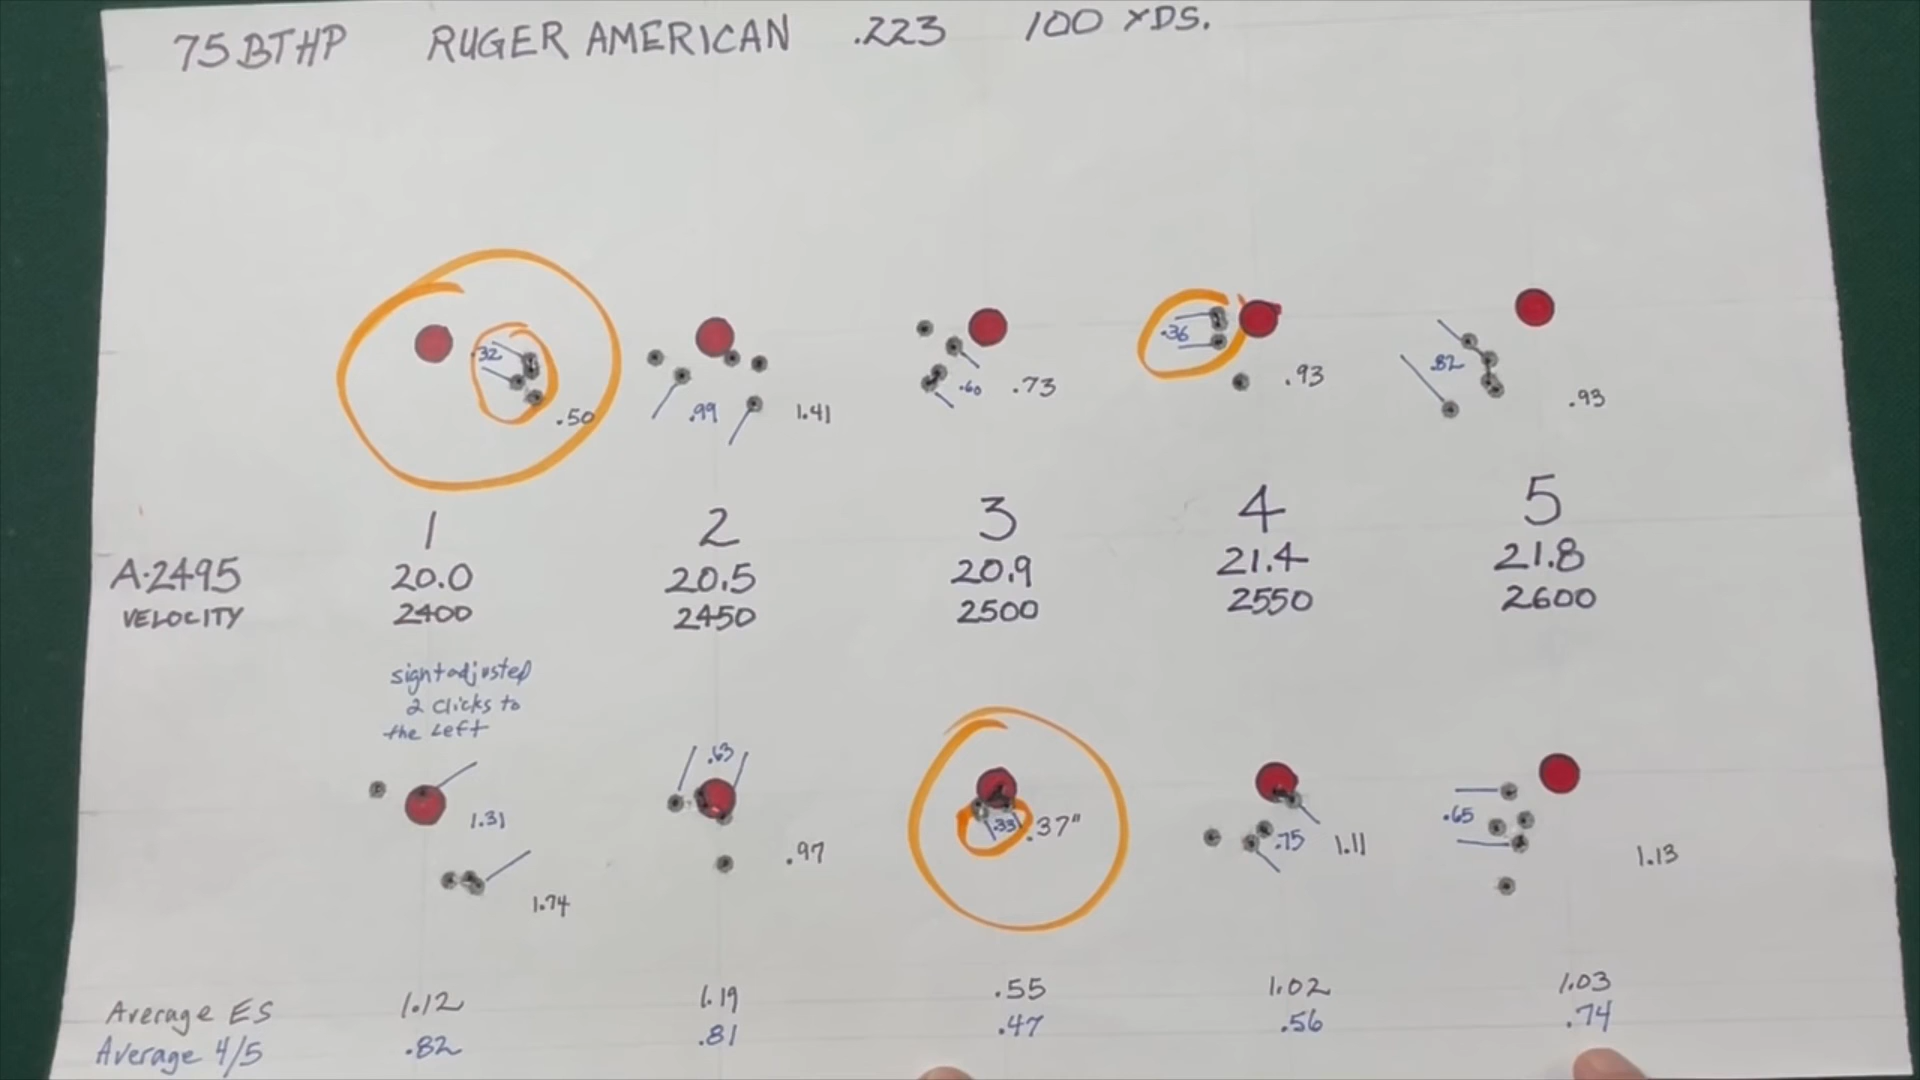 75 BTHP RUGER AMERICAN .223 100 YDS.
.32 .50
.99 1.41
.60 .73
.36 .93
.82 .93
1 2 3 4 5
A-2495 20.0 20.5 20.9 21.4 21.8
VELOCITY 2400 2450 2500 2550 2600
sight adjusted
2 clicks to
the Left
1.31 1.74
.63 .97
.33 .37"
.75 1.11
.65 1.13
Average ES 1.12 1.19 .55 1.02 1.03
Average 4/5 .82 .81 .47 .56 .74